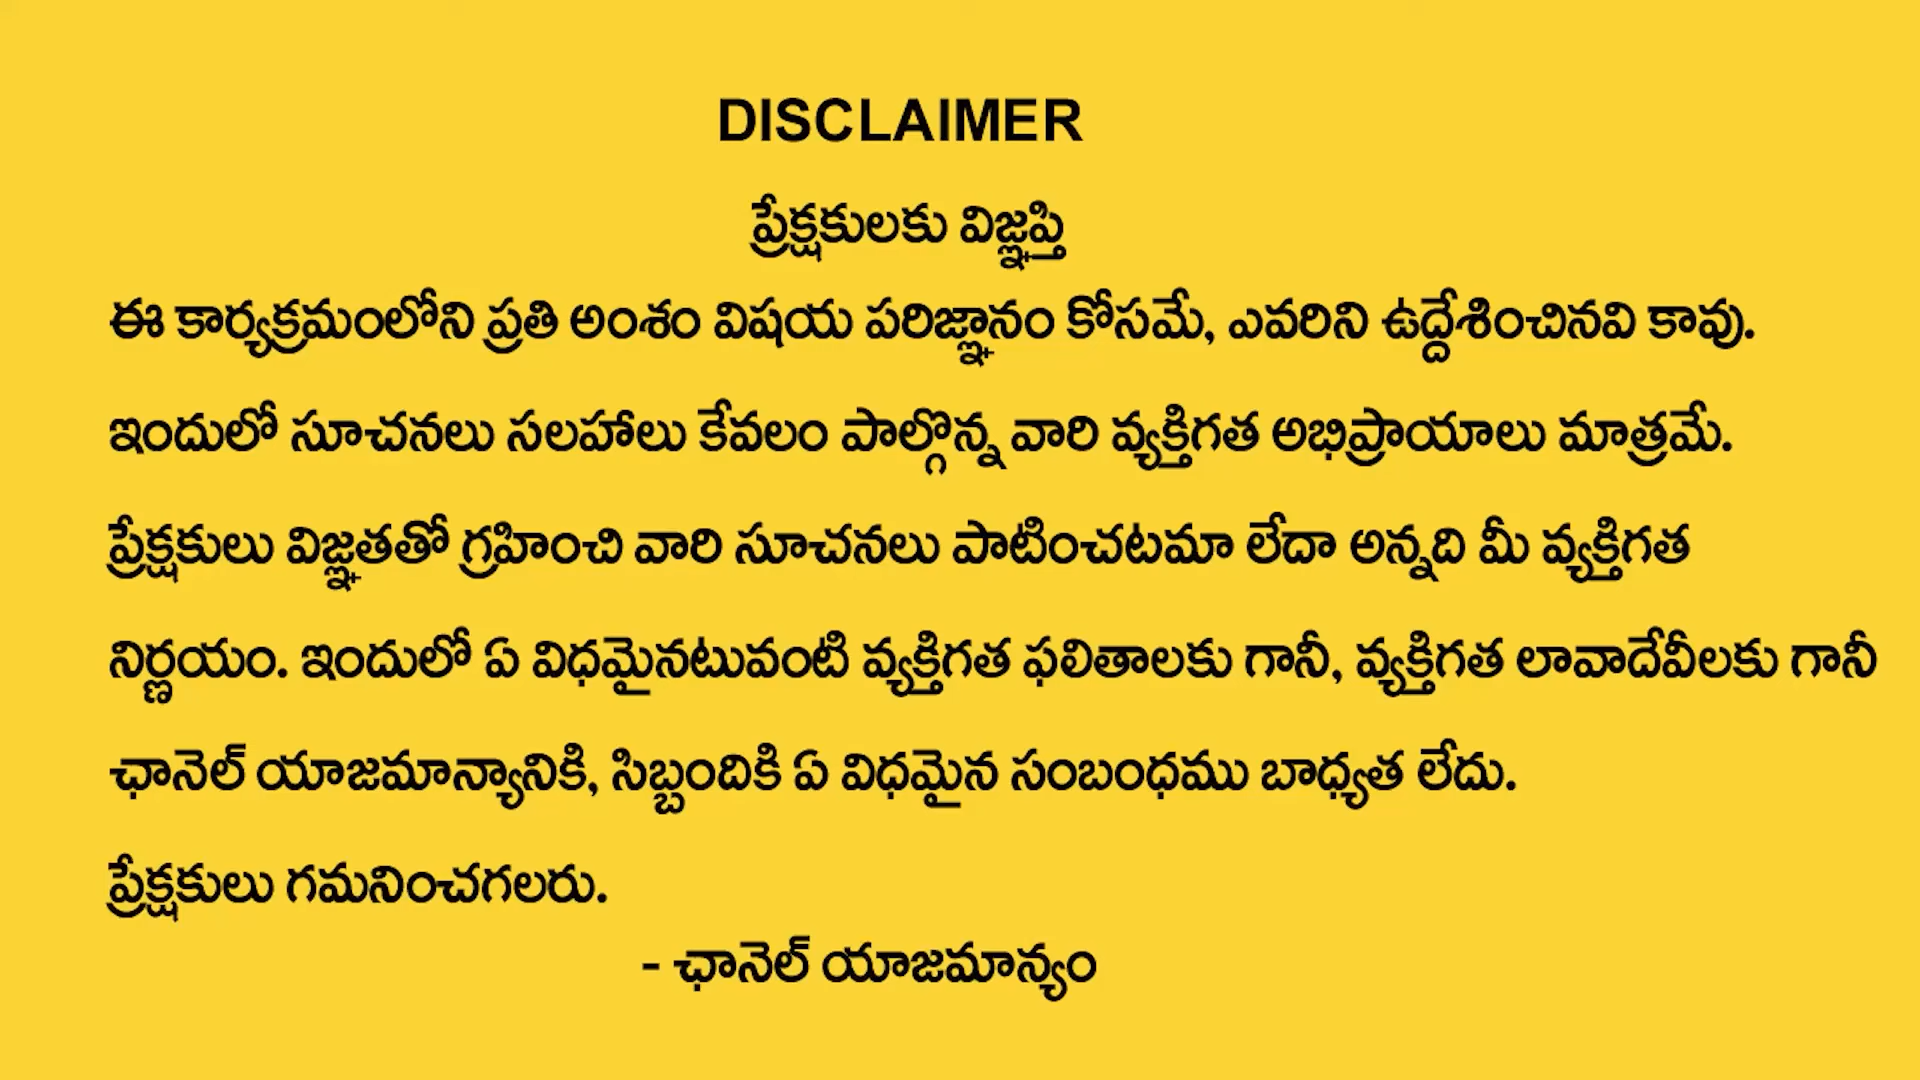 DISCLAIMER
ప్రేక్షకులకు విజ్ఞప్తి
ఈ కార్యక్రమంలోని ప్రతి అంశం విషయ పరిజ్ఞానం కోసమే, ఎవరిని ఉద్దేశించినవి కావు.
ఇందులో సూచనలు సలహాలు కేవలం పాల్గొన్న వారి వ్యక్తిగత అభిప్రాయాలు మాత్రమే.
ప్రేక్షకులు విజ్ఞతతో గ్రహించి వారి సూచనలు పాటించటమా లేదా అన్నది మీ వ్యక్తిగత
నిర్ణయం. ఇందులో ఏ విధమైనటువంటి వ్యక్తిగత ఫలితాలకు గానీ, వ్యక్తిగత లావాదేవీలకు గానీ
ఛానెల్ యాజమాన్యానికి, సిబ్బందికి ఏ విధమైన సంబంధము బాధ్యత లేదు.
ప్రేక్షకులు గమనించగలరు.
- ఛానెల్ యాజమాన్యం